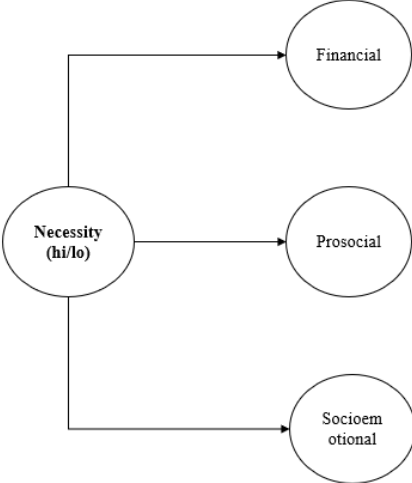 Financial
Necessity
(hi/lo)
Prosocial
Socioem
otional